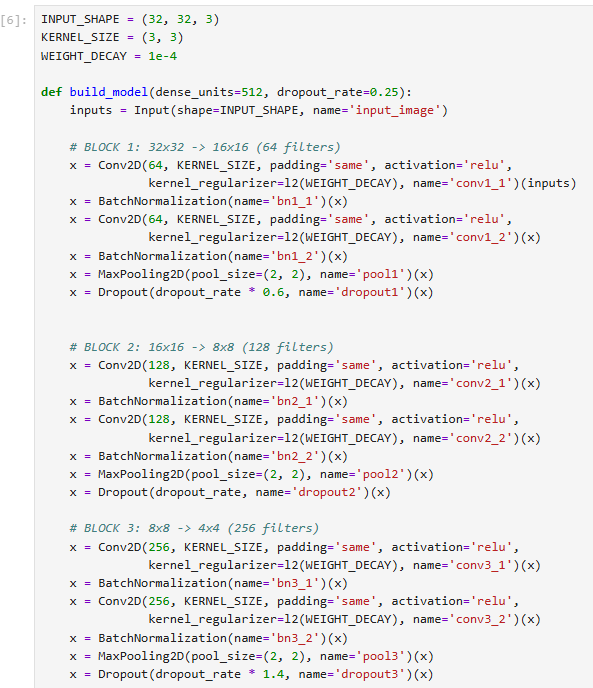 [6]: INPUT_SHAPE = (32, 32, 3)
KERNEL_SIZE = (3, 3)
WEIGHT_DECAY = 1e-4

def build_model(dense_units=512, dropout_rate=0.25):
    inputs = Input(shape=INPUT_SHAPE, name='input_image')

    # BLOCK 1: 32x32 -> 16x16 (64 filters)
    x = Conv2D(64, KERNEL_SIZE, padding='same', activation='relu',
               kernel_regularizer=l2(WEIGHT_DECAY), name='conv1_1')(inputs)
    x = BatchNormalization(name='bn1_1')(x)
    x = Conv2D(64, KERNEL_SIZE, padding='same', activation='relu',
               kernel_regularizer=l2(WEIGHT_DECAY), name='conv1_2')(x)
    x = BatchNormalization(name='bn1_2')(x)
    x = MaxPooling2D(pool_size=(2, 2), name='pool1')(x)
    x = Dropout(dropout_rate * 0.6, name='dropout1')(x)


    # BLOCK 2: 16x16 -> 8x8 (128 filters)
    x = Conv2D(128, KERNEL_SIZE, padding='same', activation='relu',
               kernel_regularizer=l2(WEIGHT_DECAY), name='conv2_1')(x)
    x = BatchNormalization(name='bn2_1')(x)
    x = Conv2D(128, KERNEL_SIZE, padding='same', activation='relu',
               kernel_regularizer=l2(WEIGHT_DECAY), name='conv2_2')(x)
    x = BatchNormalization(name='bn2_2')(x)
    x = MaxPooling2D(pool_size=(2, 2), name='pool2')(x)
    x = Dropout(dropout_rate, name='dropout2')(x)

    # BLOCK 3: 8x8 -> 4x4 (256 filters)
    x = Conv2D(256, KERNEL_SIZE, padding='same', activation='relu',
               kernel_regularizer=l2(WEIGHT_DECAY), name='conv3_1')(x)
    x = BatchNormalization(name='bn3_1')(x)
    x = Conv2D(256, KERNEL_SIZE, padding='same', activation='relu',
               kernel_regularizer=l2(WEIGHT_DECAY), name='conv3_2')(x)
    x = BatchNormalization(name='bn3_2')(x)
    x = MaxPooling2D(pool_size=(2, 2), name='pool3')(x)
    x = Dropout(dropout_rate * 1.4, name='dropout3')(x)